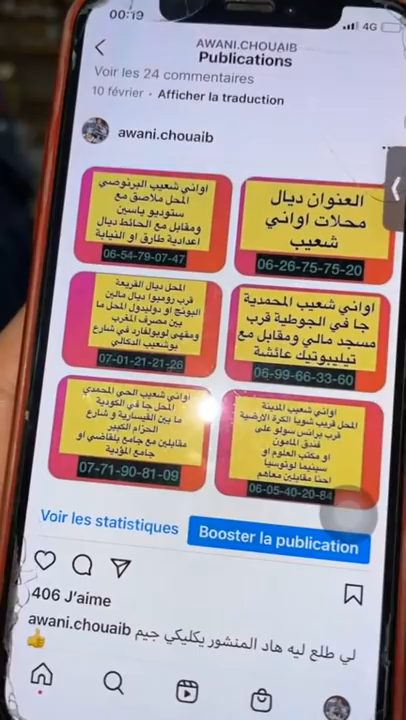 00:19
4G
AWANI.CHOUAIB
Publications
Voir les 24 commentaires
10 février · Afficher la traduction
awani.chouaib
اواني شعيب البرنوصي
المحل ملاصق مع
ستوديو ياسين
ومقابل مع الحائط ديال
اعدادية طارق او النيابة
06-54-79-07-47
العنوان ديال
محلات اواني
شعيب
06-26-75-75-20
المحل ديال القريعة
قرب روميوا ديال مالين
البونج او دوليدول المحل ما
بين مصرف المغرب
ومقهى لوبولفارد في شارع
بوشعيب الدكالي
07-01-21-21-26
اواني شعيب المحمدية
جا في الجوطية قرب
مسجد مالي ومقابل مع
تيليبوتيك عائشة
06-99-66-33-60
اواني شعيب الحي المحمدي
المحل جا في الكودية
ما بين القيسارية و شارع
الحزام الكبير
مقابلين مع جامع بلقاضي او
جامع المؤدية
07-71-90-81-09
اواني شعيب المدينة
المحل قريب شويا الكرة الارضية
قرب برانس سولو على
فندق المامون
او مكتب العلوم او
سينيما لوتوسيا
احنا مقابلين معاهم
06-05-40-20-84
Voir les statistiques
Booster la publication
406 J’aime
awani.chouaib لي طلع ليه هاد المنشور يكليكي جيم
👍